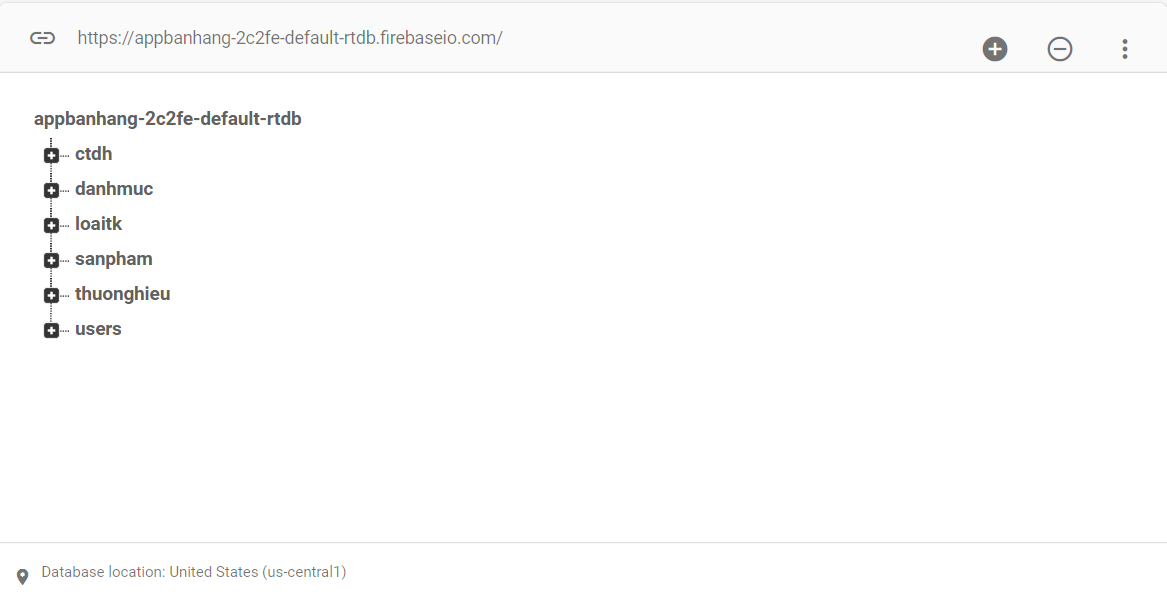 https://appbanhang-2c2fe-default-rtdb.firebaseio.com/
appbanhang-2c2fe-default-rtdb
ctdh
danhmuc
loaitk
sanpham
thuonghieu
users
Database location: United States (us-central1)